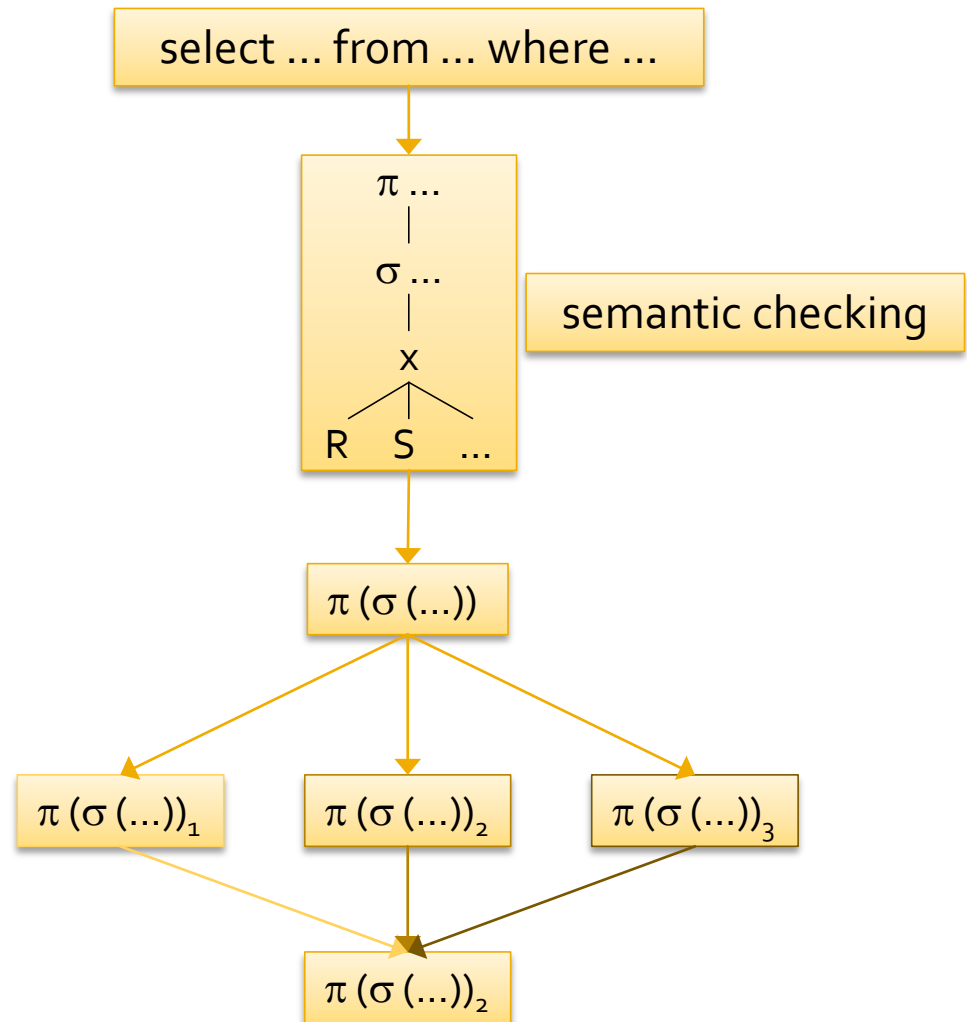 select ... from ... where ...
π ...
σ ...
semantic checking
x
R S ...
π (σ (...))
π (σ (...))₁ π (σ (...))₂ π (σ (...))₃
π (σ (...))₂